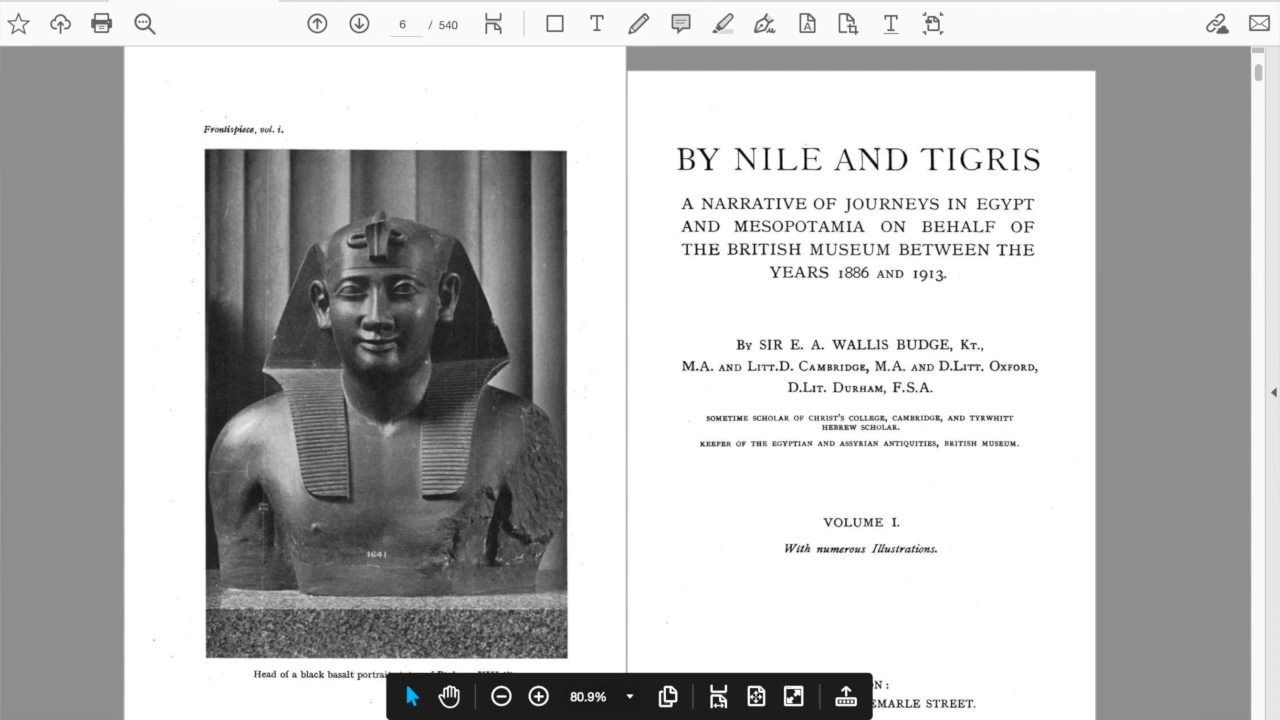 6 / 540
Frontispiece, vol. i.
1641
Head of a black basalt
BY NILE AND TIGRIS
A NARRATIVE OF JOURNEYS IN EGYPT
AND MESOPOTAMIA ON BEHALF OF
THE BRITISH MUSEUM BETWEEN THE
YEARS 1886 AND 1913.
By SIR E. A. WALLIS BUDGE, Kt.,
M.A. AND LITT.D. CAMBRIDGE, M.A. AND D.LITT. OXFORD,
D.LIT. DURHAM, F.S.A.
SOMETIME SCHOLAR OF CHRIST'S COLLEGE, CAMBRIDGE, AND TYRWHITT
HEBREW SCHOLAR.
KEEPER OF THE EGYPTIAN AND ASSYRIAN ANTIQUITIES, BRITISH MUSEUM.
VOLUME I.
With numerous Illustrations.
N :
EMARLE STREET.
80.9%